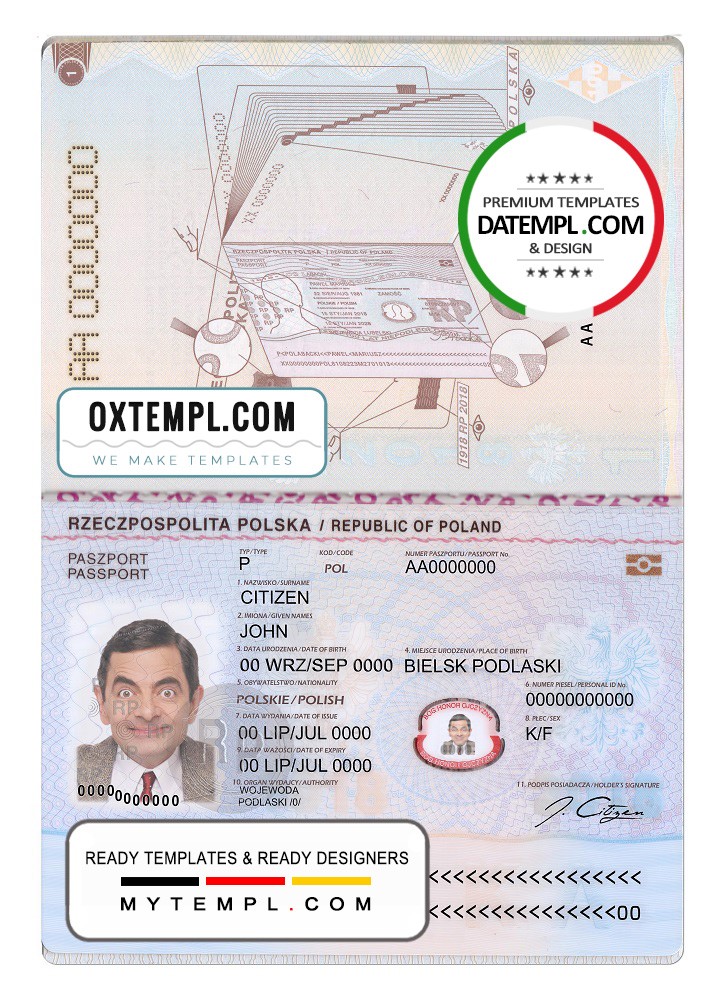 1
POLSKA
AA 0000000
XX 0000000
XX 0000000
★★★★★
PREMIUM TEMPLATES
DATEMPL.COM
& DESIGN
★★★★★
AA
RZECZPOSPOLITA POLSKA / REPUBLIC OF POLAND
1918 RP 2018
OXTEMPL.COM
WE MAKE TEMPLATES
1
RZECZPOSPOLITA POLSKA / REPUBLIC OF POLAND
PASZPORT
PASSPORT
TYP/TYPE
P
KOD/CODE
POL
NUMER PASZPORTU/PASSPORT No.
AA0000000
1. NAZWISKO/SURNAME
CITIZEN
2. IMIONA/GIVEN NAMES
JOHN
3. DATA URODZENIA/DATE OF BIRTH
00 WRZ/SEP 0000
4. MIEJSCE URODZENIA/PLACE OF BIRTH
BIELSK PODLASKI
5. OBYWATELSTWO/NATIONALITY
POLSKIE/POLISH
6. NUMER PESEL/PERSONAL ID No.
00000000000
7. DATA WYDANIA/DATE OF ISSUE
00 LIP/JUL 0000
8. PŁEĆ/SEX
K/F
9. DATA WAŻNOŚCI/DATE OF EXPIRY
00 LIP/JUL 0000
10. ORGAN WYDAJĄCY/AUTHORITY
WOJEWODA
PODLASKI /0/
11. PODPIS POSIADACZA/HOLDER'S SIGNATURE
J. Citizen
BÓG HONOR OJCZYZNA
00000000000
READY TEMPLATES & READY DESIGNERS
MYTEMPL.COM
<<<<<<<<<<<<<<<<<
<<<<<<<<<<<<<<<00